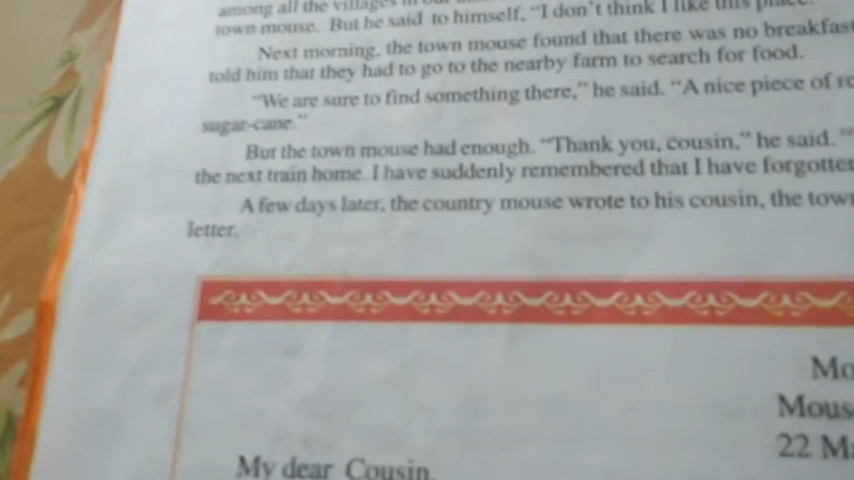 among all the villages in our
town mouse. But he said to himself, "I don't think I like this place.
Next morning, the town mouse found that there was no breakfast
told him that they had to go to the nearby farm to search for food.
"We are sure to find something there," he said. "A nice piece of
sugar-cane."
But the town mouse had enough. "Thank you, cousin," he said.
the next train home. I have suddenly remembered that I have forgotten
A few days later, the country mouse wrote to his cousin, the town
letter.
22
My dear Cousin,